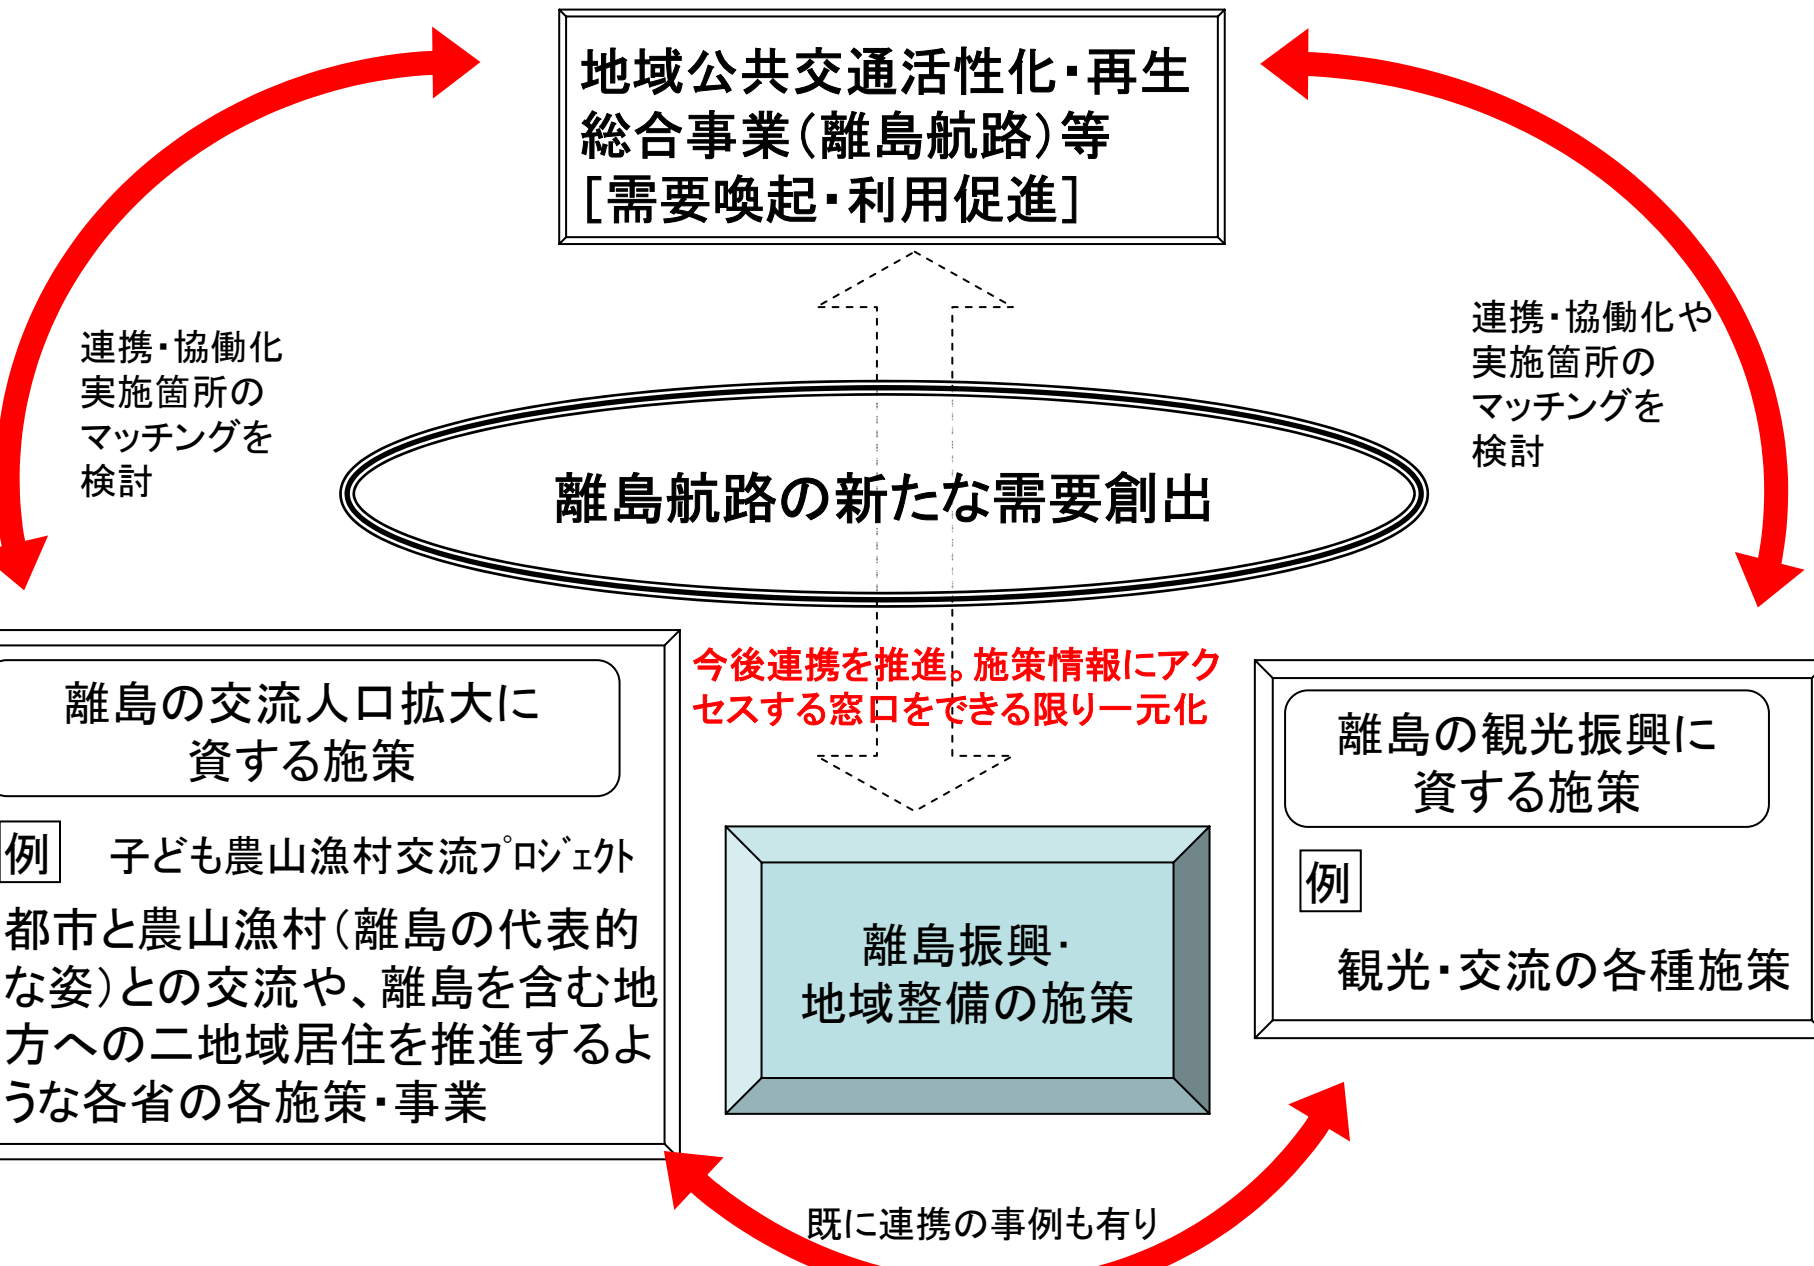 地域公共交通活性化・再生
総合事業(離島航路)等
[需要喚起・利用促進]
連携・協働化
実施箇所の
マッチングを
検討
連携・協働化や
実施箇所の
マッチングを
検討
離島航路の新たな需要創出
今後連携を推進。施策情報にアク
セスする窓口をできる限り一元化
離島の交流人口拡大に
資する施策
例 子ども農山漁村交流プロジェクト
都市と農山漁村(離島の代表的
な姿)との交流や、離島を含む地
方への二地域居住を推進するよ
うな各省の各施策・事業
離島振興・
地域整備の施策
離島の観光振興に
資する施策
例
観光・交流の各種施策
既に連携の事例も有り